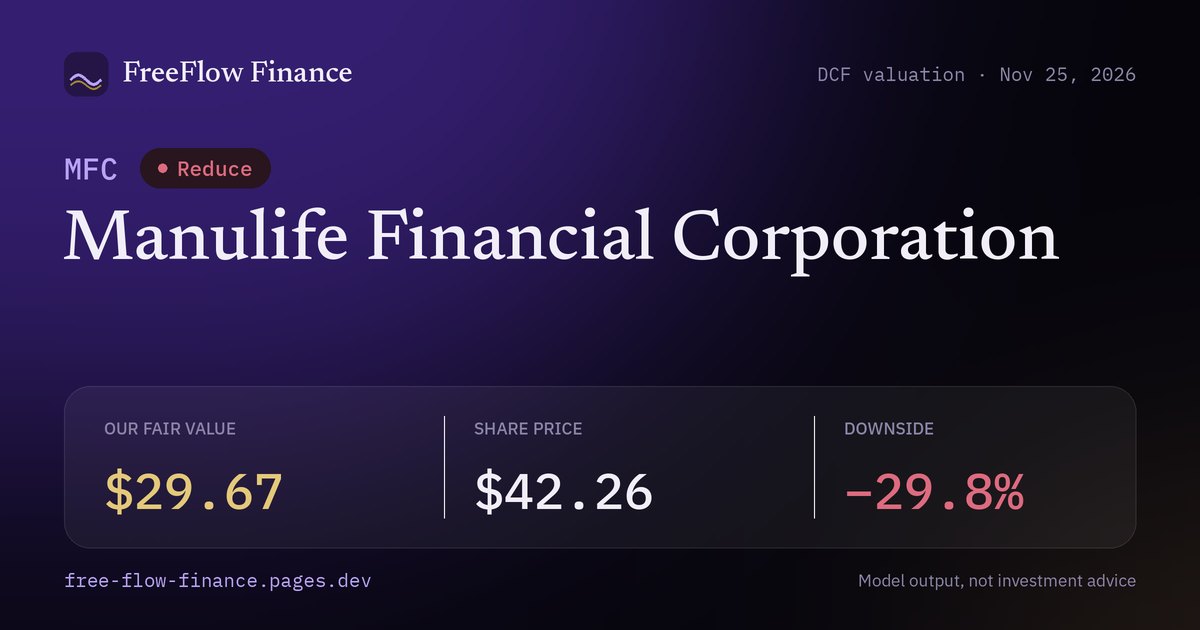 FreeFlow Finance
DCF valuation · Nov 25, 2026
MFC
Reduce
Manulife Financial Corporation
OUR FAIR VALUE
$29.67
SHARE PRICE
$42.26
DOWNSIDE
−29.8%
free-flow-finance.pages.dev
Model output, not investment advice